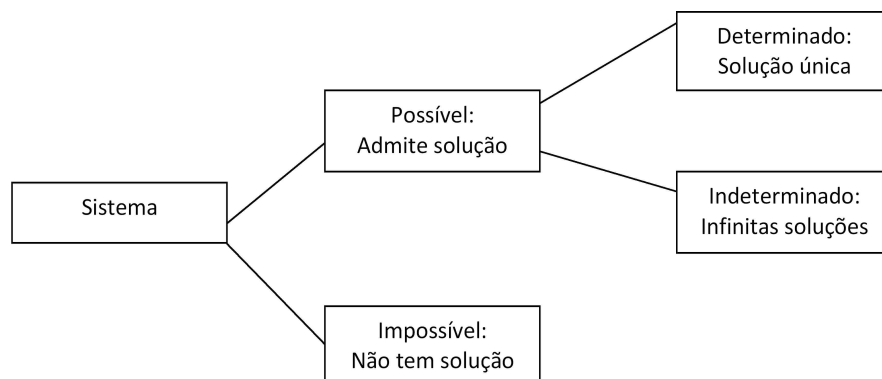 Determinado:
Solução única
Possível:
Admite solução
Sistema
Indeterminado:
Infinitas soluções
Impossível:
Não tem solução